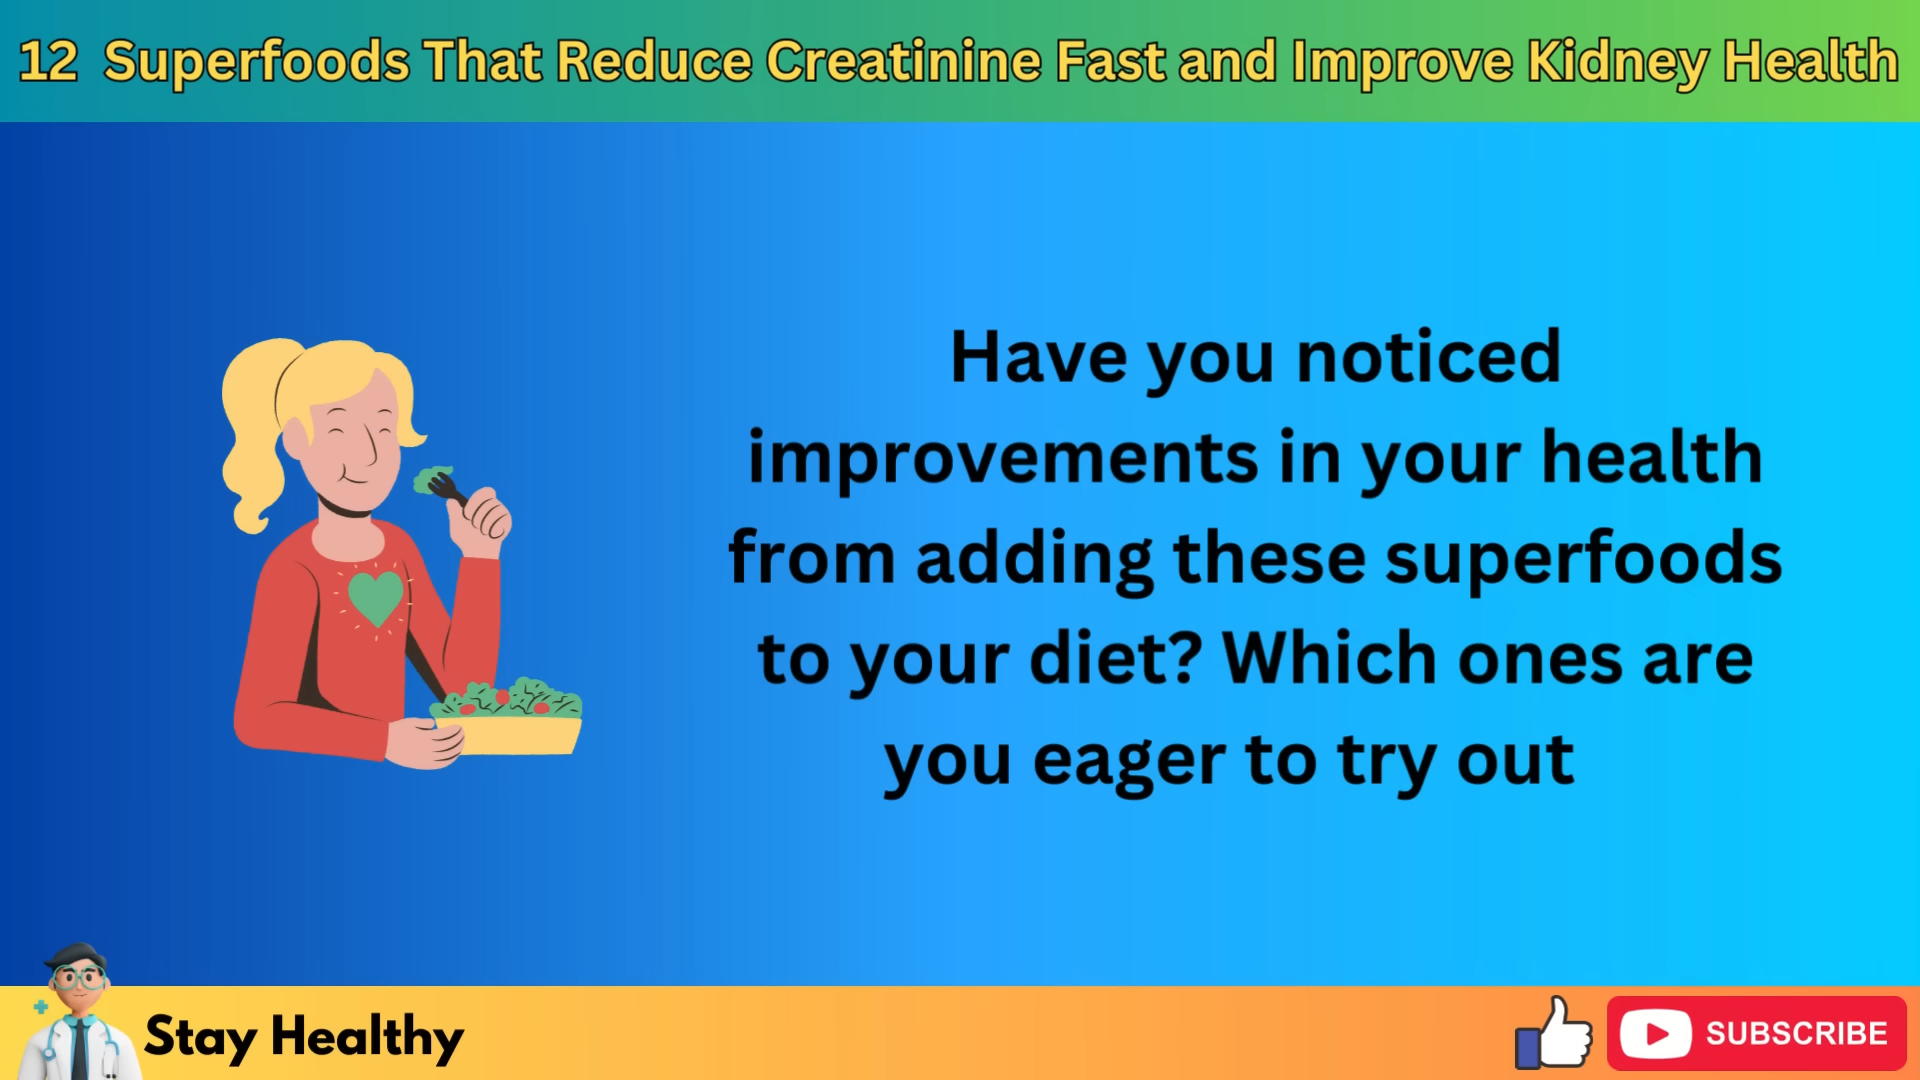 12 Superfoods That Reduce Creatinine Fast and Improve Kidney Health
Have you noticed
improvements in your health
from adding these superfoods
to your diet? Which ones are
you eager to try out
Stay Healthy
SUBSCRIBE